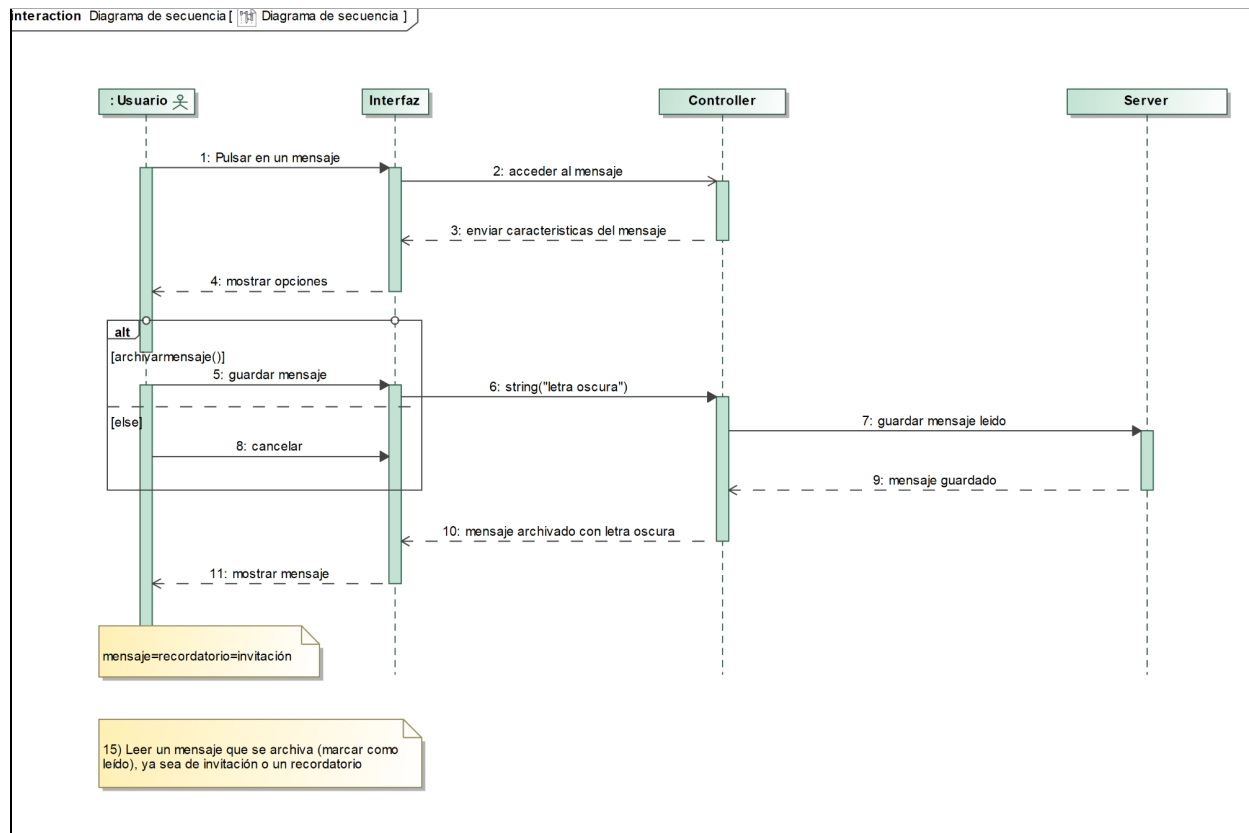 interaction Diagrama de secuencia [ Diagrama de secuencia ]
: Usuario
Interfaz
Controller
Server
1: Pulsar en un mensaje
2: acceder al mensaje
3: enviar caracteristicas del mensaje
4: mostrar opciones
alt
[archivarmensaje()]
5: guardar mensaje
6: string("letra oscura")
[else]
7: guardar mensaje leido
8: cancelar
9: mensaje guardado
10: mensaje archivado con letra oscura
11: mostrar mensaje
mensaje=recordatorio=invitación
15) Leer un mensaje que se archiva (marcar como
leído), ya sea de invitación o un recordatorio